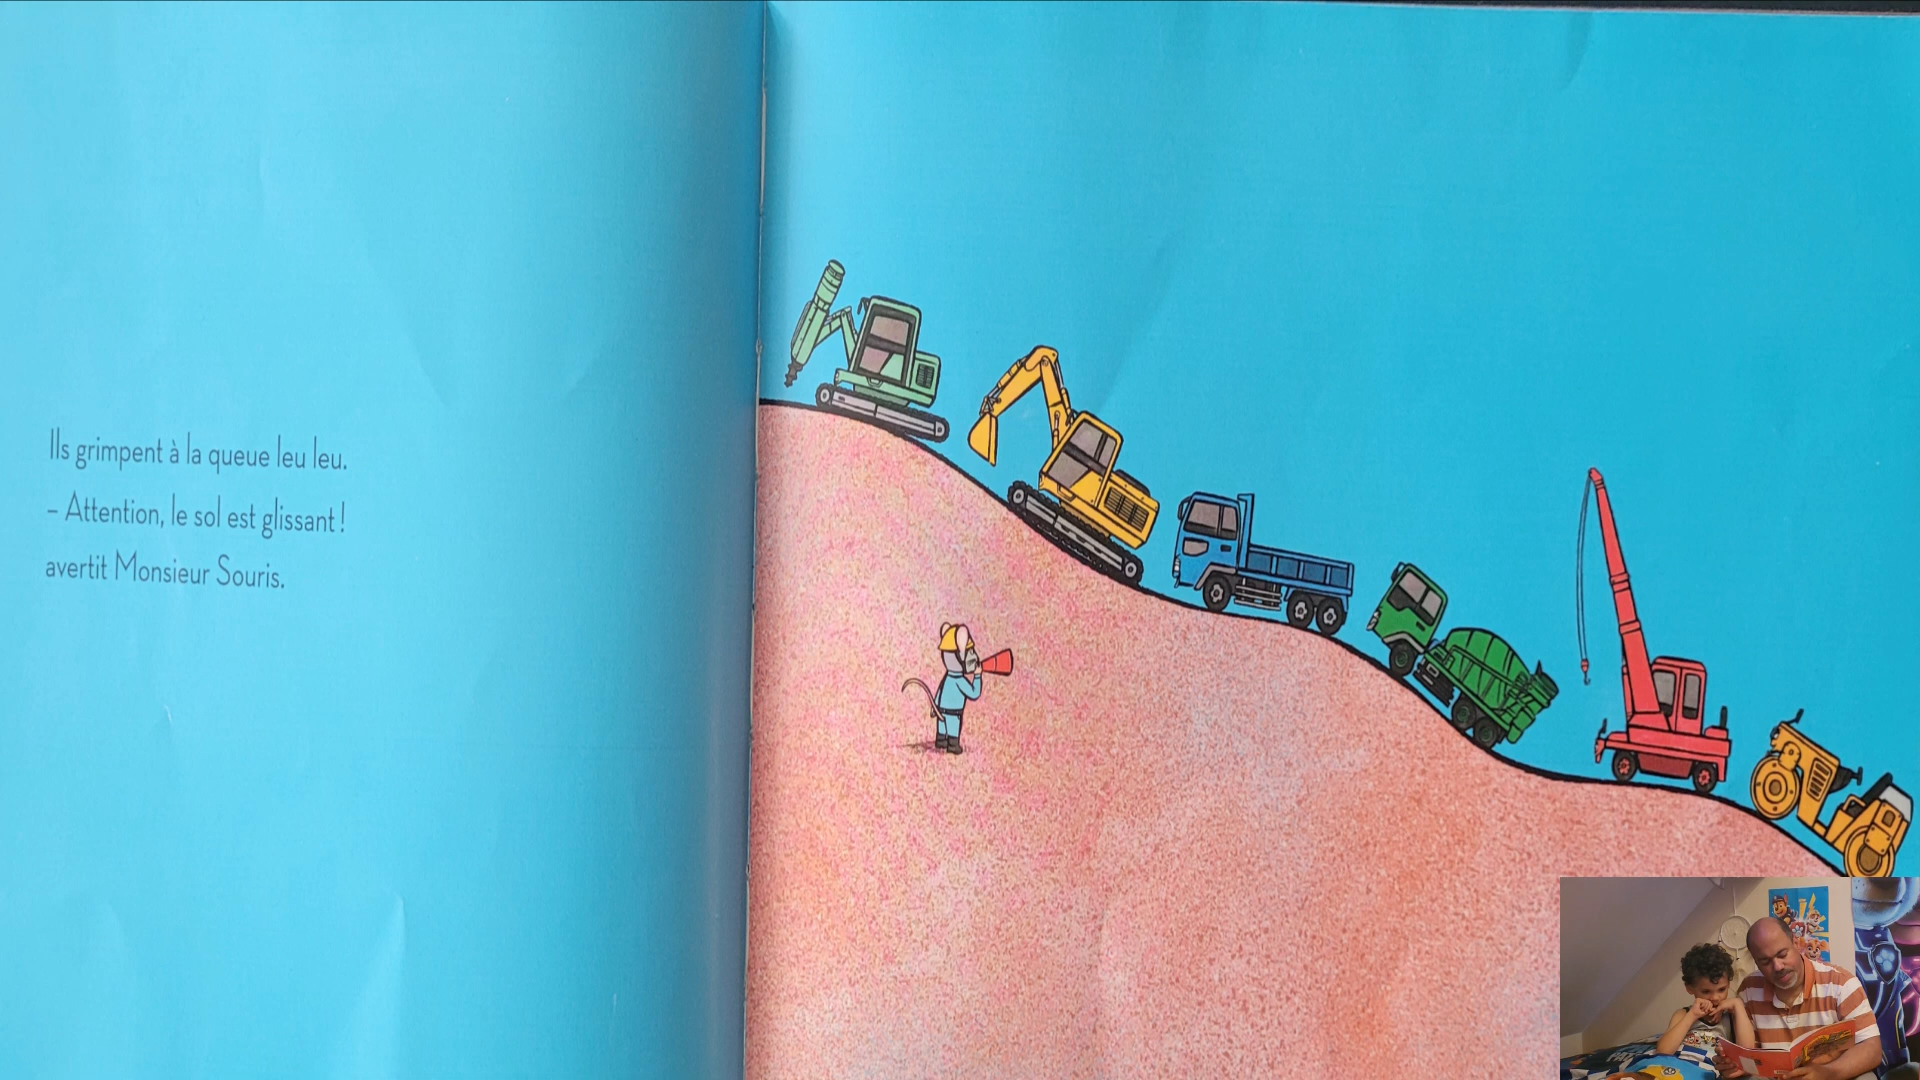 Ils grimpent à la queue leu leu.
– Attention, le sol est glissant !
avertit Monsieur Souris.